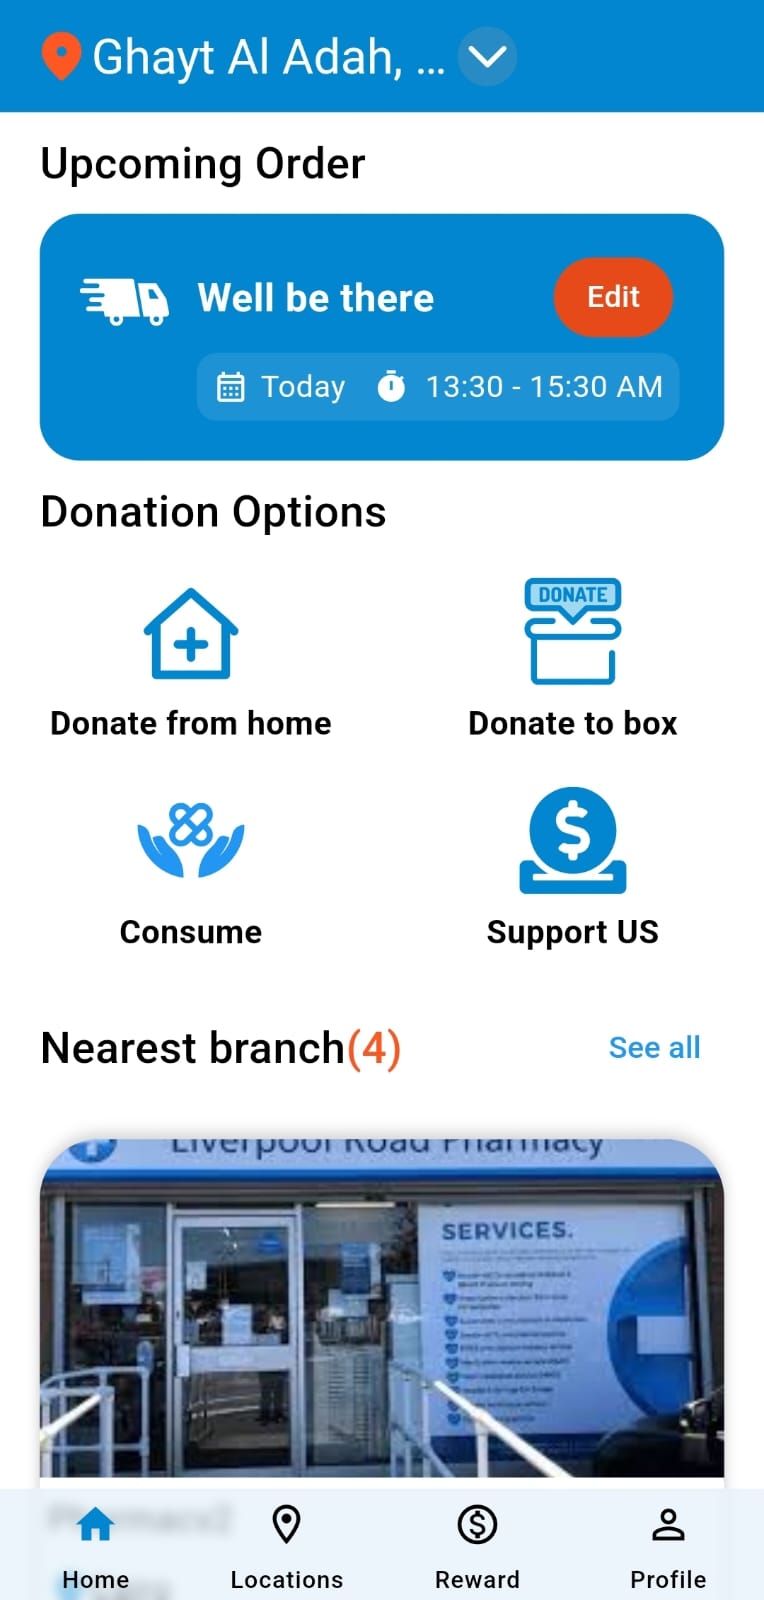 Ghayt Al Adah, ...
Upcoming Order
Well be there
Edit
Today 13:30 - 15:30 AM
Donation Options
DONATE
Donate from home
Donate to box
Consume
Support US
Nearest branch(4)
See all
Liverpool Road Pharmacy
SERVICES.
Home
Locations
Reward
Profile